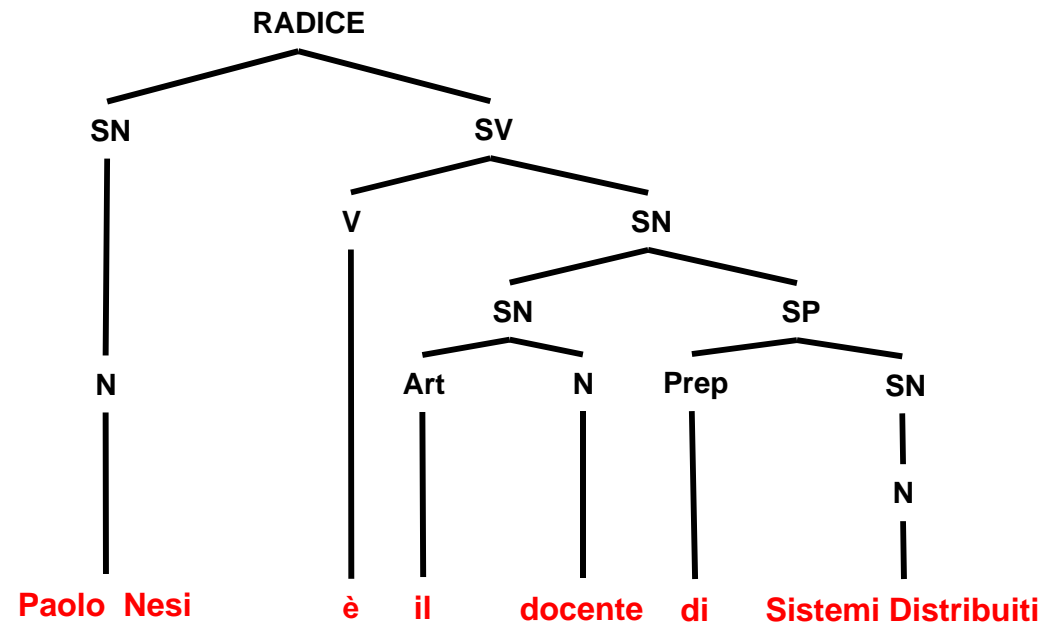 RADICE
SN SV
V SN
SN SP
N Art N Prep SN
N
Paolo Nesi è il docente di Sistemi Distribuiti